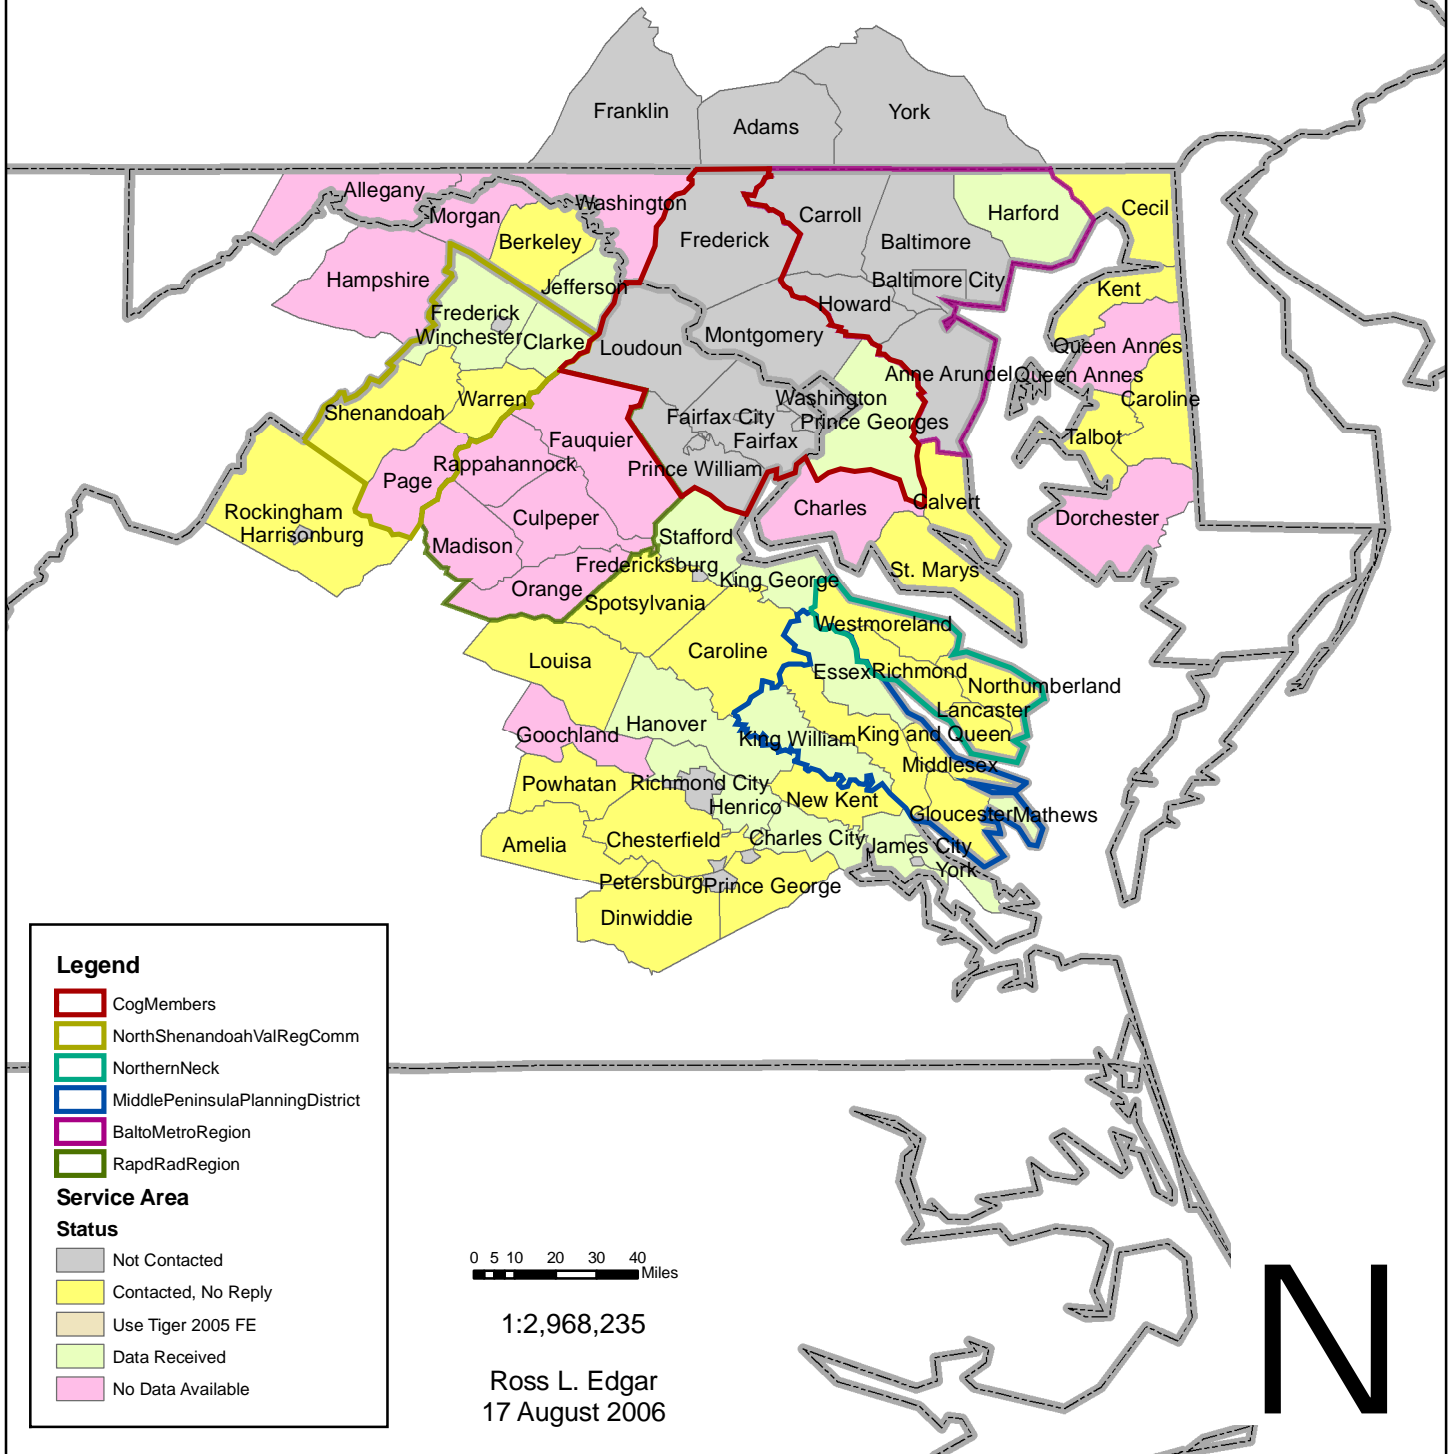 Franklin
Adams
York
Allegany
Morgan
Washington
Berkeley
Frederick
Carroll
Harford
Cecil
Baltimore
Hampshire
Jefferson
Baltimore City
Kent
Frederick
Winchester
Clarke
Loudoun
Montgomery
Howard
Queen Annes
Anne Arundel
Queen Annes
Shenandoah
Warren
Washington
Caroline
Fairfax City
Prince Georges
Fauquier
Fairfax
Talbot
Rappahannock
Prince William
Page
Rockingham
Harrisonburg
Culpeper
Charles
Calvert
Dorchester
Madison
Stafford
Fredericksburg
King George
St. Marys
Orange
Spotsylvania
Westmoreland
Louisa
Caroline
Essex
Richmond
Northumberland
Lancaster
Goochland
Hanover
King William
King and Queen
Middlesex
Powhatan
Richmond City
Henrico
New Kent
Gloucester
Mathews
Amelia
Chesterfield
Charles City
James City
York
Petersburg
Prince George
Dinwiddie
Legend
CogMembers
NorthShenandoahValRegComm
NorthernNeck
MiddlePeninsulaPlanningDistrict
BaltoMetroRegion
RapdRadRegion
Service Area
Status
Not Contacted
Contacted, No Reply
Use Tiger 2005 FE
Data Received
No Data Available
0 5 10 20 30 40
Miles
1:2,968,235
Ross L. Edgar
17 August 2006
N